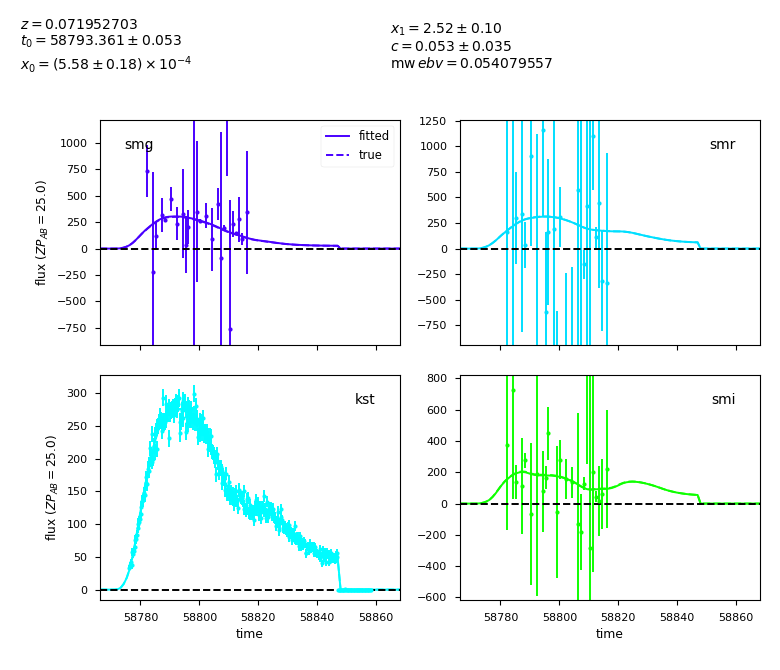 z = 0.071952703
t₀ = 58793.361 ± 0.053
x₀ = (5.58 ± 0.18) × 10⁻⁴
x₁ = 2.52 ± 0.10
c = 0.053 ± 0.035
mwebv = 0.054079557
smg
fitted
true
1000
750
500
250
0
−250
−500
−750
flux (ZP_AB = 25.0)
smr
1250
1000
750
500
250
0
−250
−500
−750
kst
300
250
200
150
100
50
0
flux (ZP_AB = 25.0)
58780 58800 58820 58840 58860
time
smi
800
600
400
200
0
−200
−400
−600
58780 58800 58820 58840 58860
time